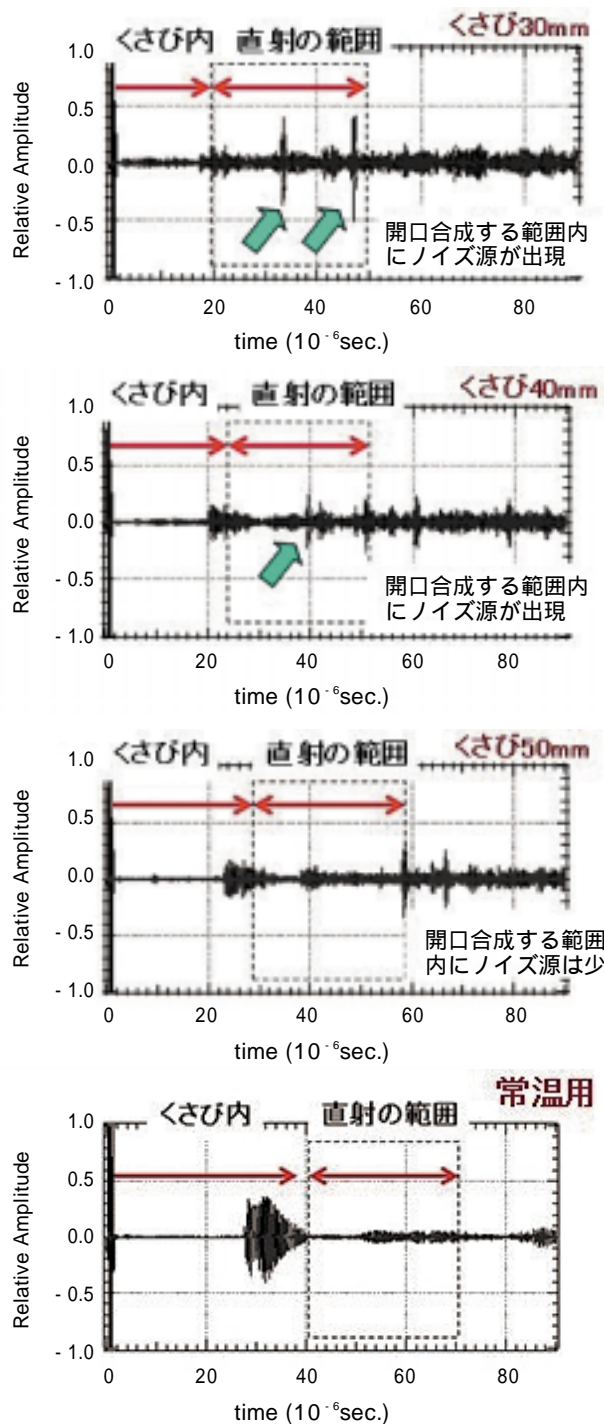 くさび内 直射の範囲 くさび30mm
1.0
0.5
0.0
- 0.5
- 1.0
Relative Amplitude
開口合成する範囲内
にノイズ源が出現
0 20 40 60 80
time (10⁻⁶sec.)
くさび内 直射の範囲 くさび40mm
1.0
0.5
0.0
- 0.5
- 1.0
Relative Amplitude
開口合成する範囲内
にノイズ源が出現
0 20 40 60 80
time (10⁻⁶sec.)
くさび内 直射の範囲 くさび50mm
1.0
0.5
0.0
- 0.5
- 1.0
Relative Amplitude
開口合成する範囲
内にノイズ源は少
0 20 40 60 80
time (10⁻⁶sec.)
常温用
くさび内 直射の範囲
1.0
0.5
0.0
- 0.5
- 1.0
Relative Amplitude
0 20 40 60 80
time (10⁻⁶sec.)